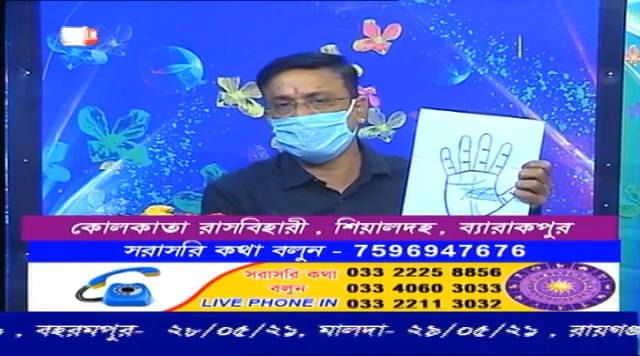 কোলকাতা রাসবিহারী , শিয়ালদহ , ব্যারাকপুর
সরাসরি কথা বলুন - 7596947676
সরাসরি কথা
বলুন
LIVE PHONE IN
033 2225 8856
033 4060 3033
033 2211 3032
, বহরমপুর- ২৮/০৫/২১, মালদা- ২৯/০৫/২১ , রায়গঞ্জ